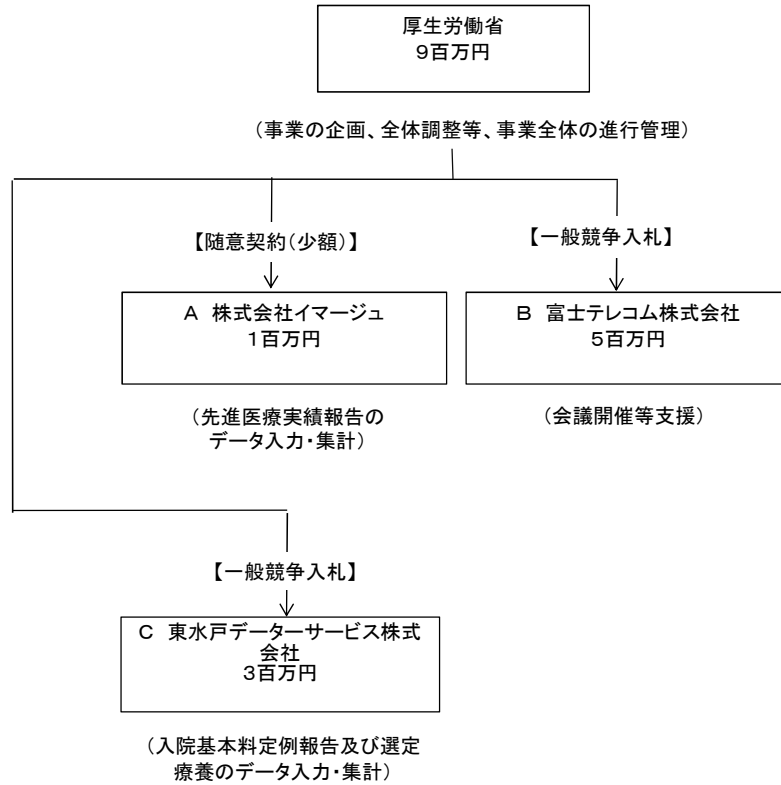 厚生労働省
9百万円
(事業の企画、全体調整等、事業全体の進行管理)
【随意契約(少額)】
【一般競争入札】
A 株式会社イマージュ
1百万円
B 富士テレコム株式会社
5百万円
(先進医療実績報告の
データ入力・集計)
(会議開催等支援)
【一般競争入札】
C 東水戸データーサービス株式
会社
3百万円
(入院基本料定例報告及び選定
療養のデータ入力・集計)